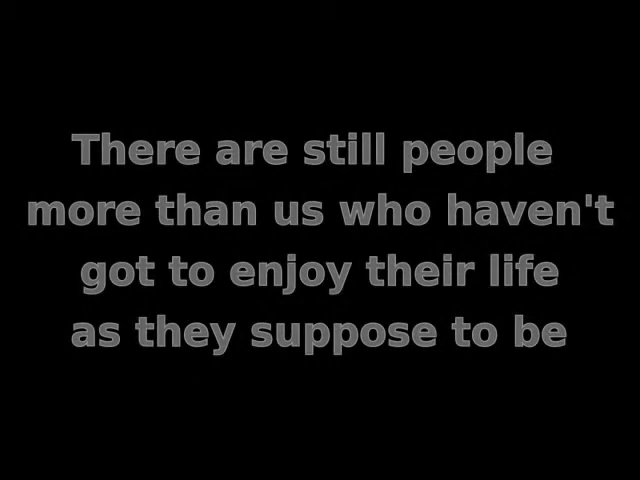 There are still people
more than us who haven't
got to enjoy their life
as they suppose to be